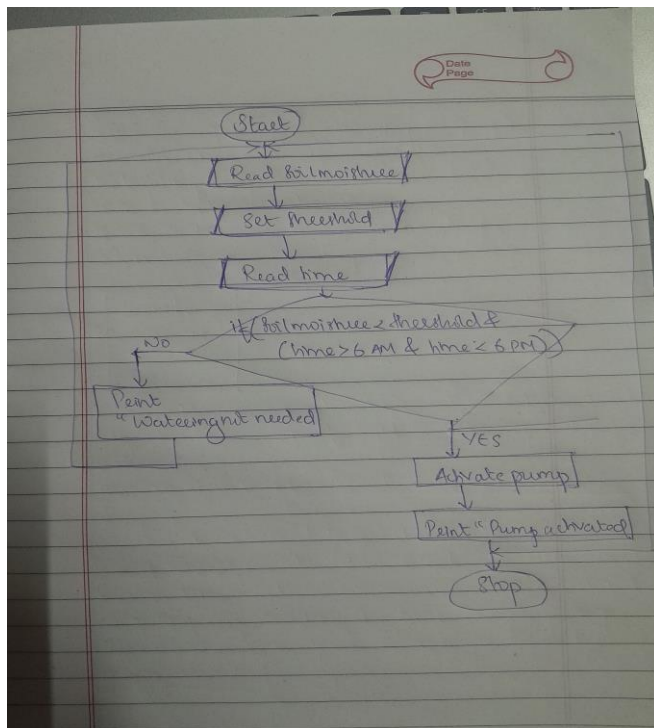 Date
Page
Start
Read Soilmoisture
Set threshold
Read time
if (Soilmoisture < threshold &
(time > 6 AM & time < 6 PM))
NO
Print
"Watering not needed
YES
Activate pump
Print "Pump activated
Stop